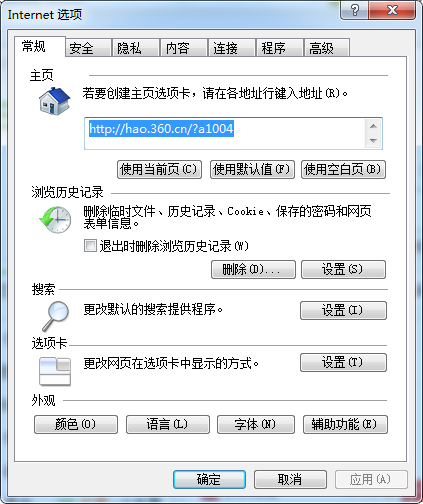 Internet 选项
常规 安全 隐私 内容 连接 程序 高级
主页
若要创建主页选项卡，请在各地址行键入地址(R)。
http://hao.360.cn/?a1004
使用当前页(C) 使用默认值(F) 使用空白页(B)
浏览历史记录
删除临时文件、历史记录、Cookie、保存的密码和网页
表单信息。
退出时删除浏览历史记录(W)
删除(D)... 设置(S)
搜索
更改默认的搜索提供程序。 设置(I)
选项卡
更改网页在选项卡中显示的方式。 设置(T)
外观
颜色(O) 语言(L) 字体(N) 辅助功能(E)
确定 取消 应用(A)